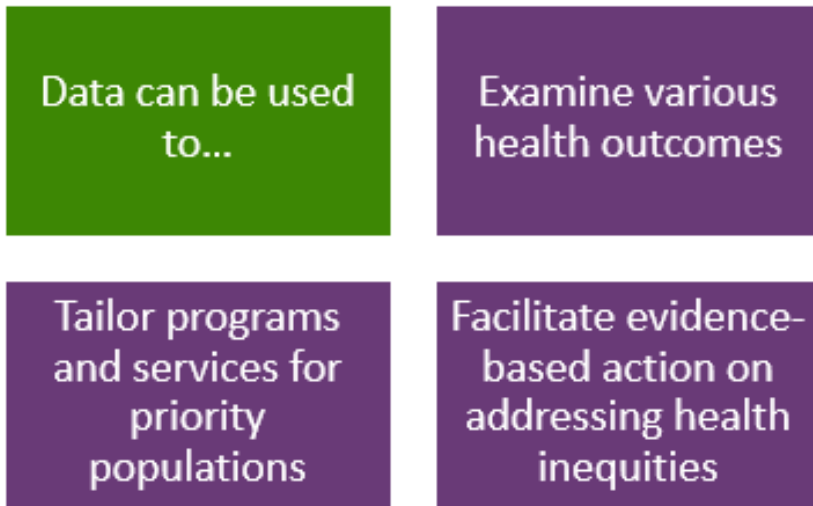 Data can be used
to...
Examine various
health outcomes
Tailor programs
and services for
priority
populations
Facilitate evidence-
based action on
addressing health
inequities